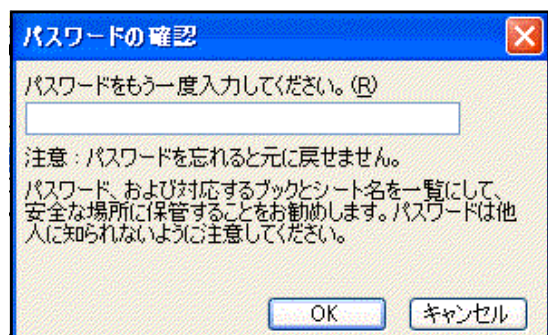 パスワードの確認
パスワードをもう一度入力してください。(R)
注意：パスワードを忘れると元に戻せません。
パスワード、および対応するブックとシート名を一覧にして、
安全な場所に保管することをお勧めします。パスワードは他
人に知られないように注意してください。
OK キャンセル